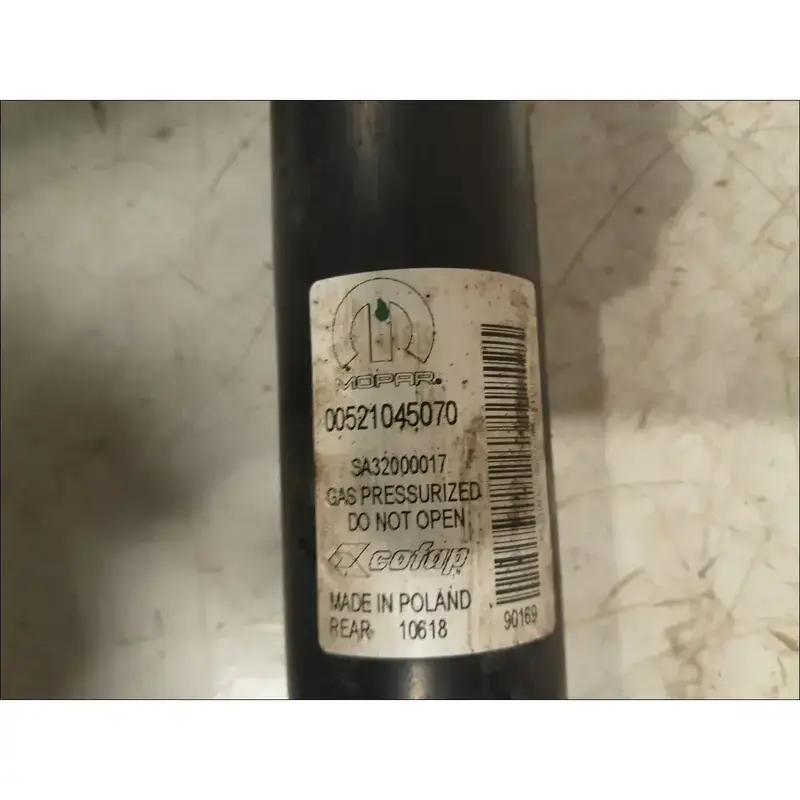 MOPAR®
00521045070
SA32000017
GAS PRESSURIZED
DO NOT OPEN
cofap
MADE IN POLAND
REAR 10618
90169